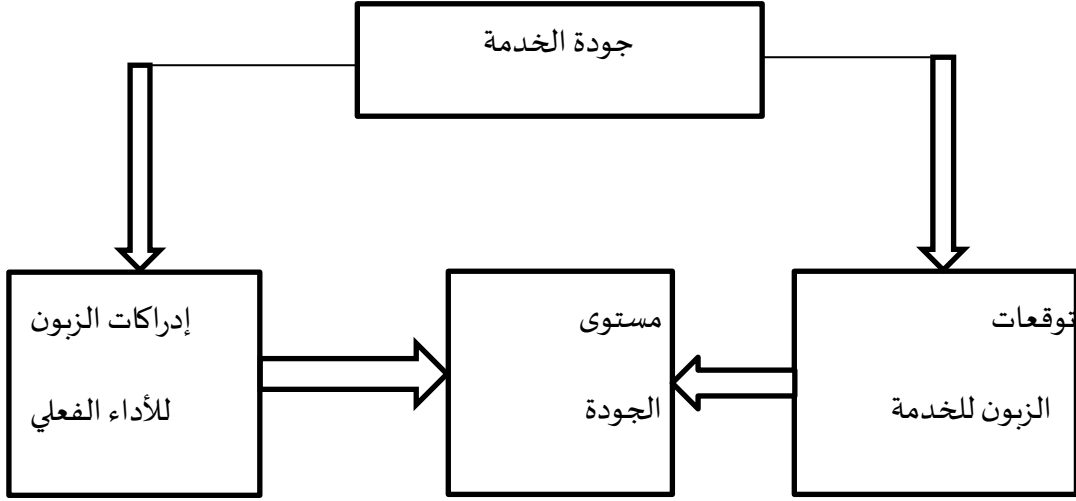 جودة الخدمة
توقعات
الزبون للخدمة
مستوى
الجودة
إدراكات الزبون
للأداء الفعلي